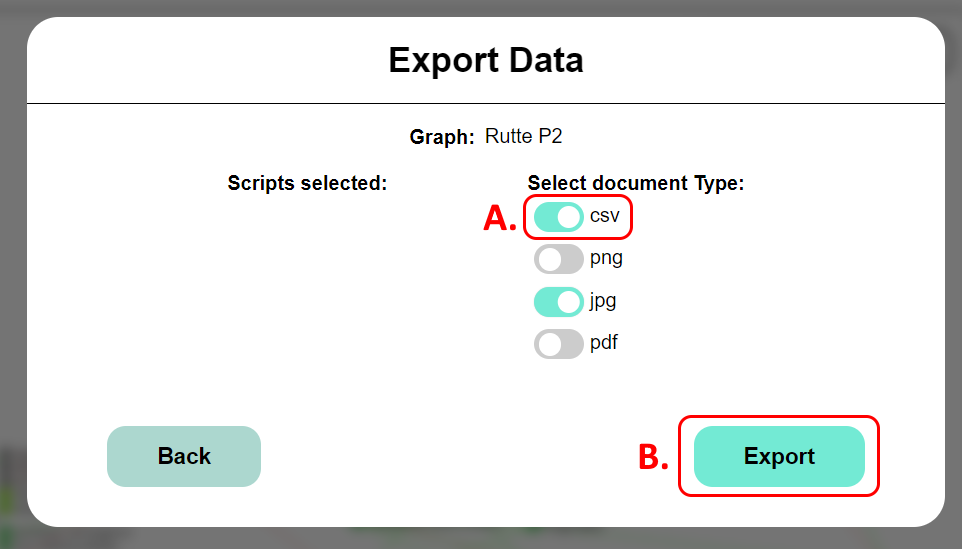 Export Data
Graph: Rutte P2
Scripts selected:
Select document Type:
A. csv
png
jpg
pdf
Back
B. Export